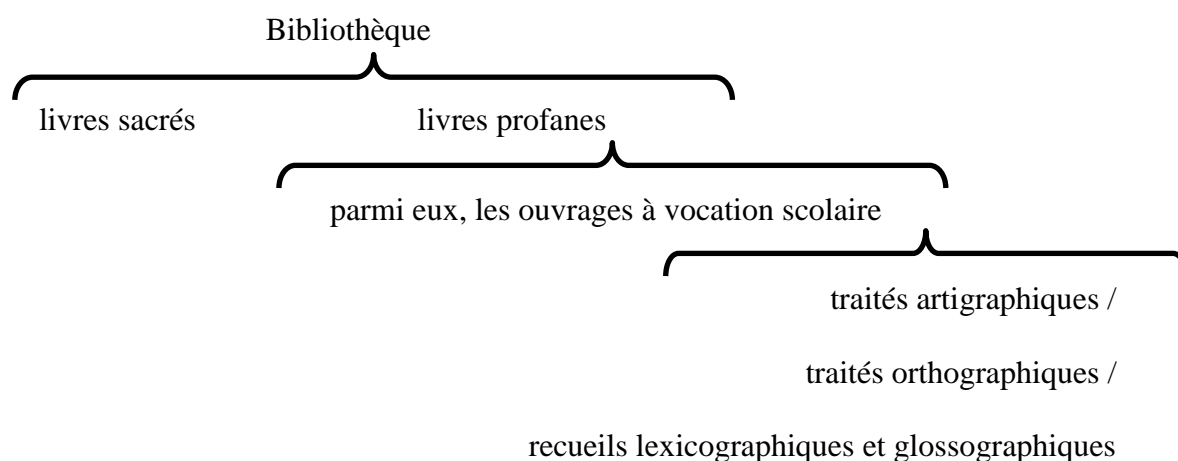 Bibliothèque
livres sacrés livres profanes
parmi eux, les ouvrages à vocation scolaire
traités artigraphiques /
traités orthographiques /
recueils lexicographiques et glossographiques